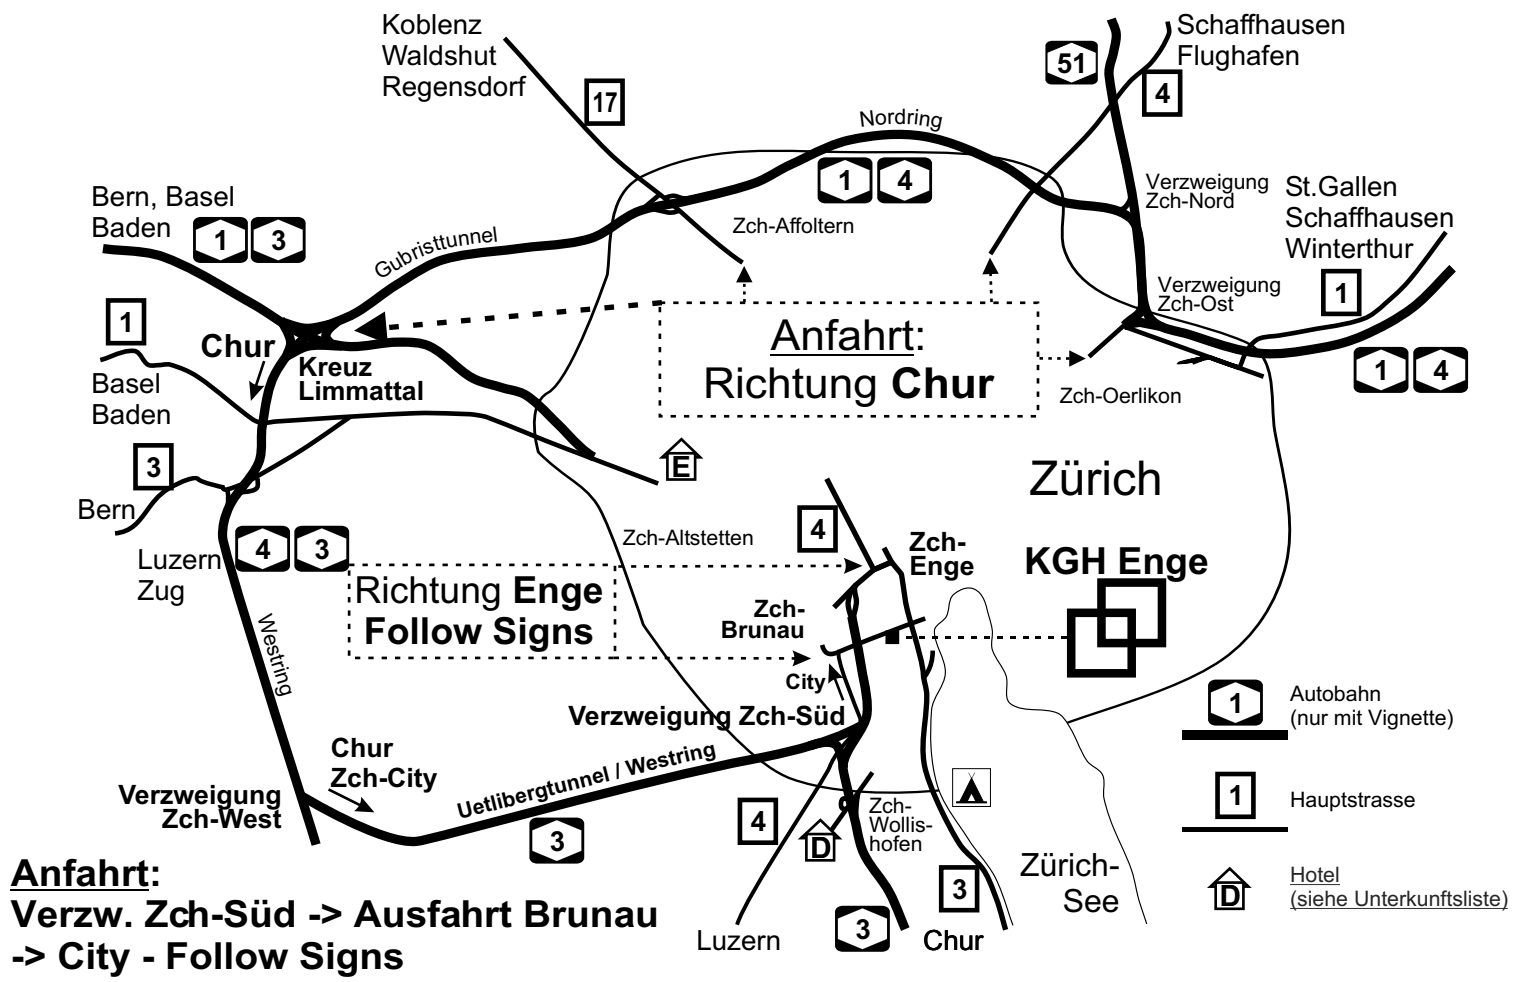 Koblenz
Waldshut
Regensdorf
17
51
4
Schaffhausen
Flughafen
Nordring
1
4
Bern, Basel
Baden
1
3
Gubristtunnel
Zch-Affoltern
Verzweigung
Zch-Nord
St.Gallen
Schaffhausen
Winterthur
1
Verzweigung
Zch-Ost
1
4
Zch-Oerlikon
1
Chur
Kreuz
Limmattal
Anfahrt:
Richtung Chur
Basel
Baden
3
Bern
E
Zürich
Luzern
Zug
4
3
Zch-Altstetten
4
Zch-
Enge
KGH Enge
Richtung Enge
Follow Signs
Zch-
Brunau
City
Westring
Verzweigung Zch-Süd
Chur
Zch-City
Uetlibergtunnel / Westring
Verzweigung
Zch-West
3
4
D
Zch-
Wollis-
hofen
Luzern
3
Chur
3
Zürich-
See
1
Autobahn
(nur mit Vignette)
1
Hauptstrasse
D
Hotel
(siehe Unterkunftsliste)
Anfahrt:
Verzw. Zch-Süd -> Ausfahrt Brunau
-> City - Follow Signs